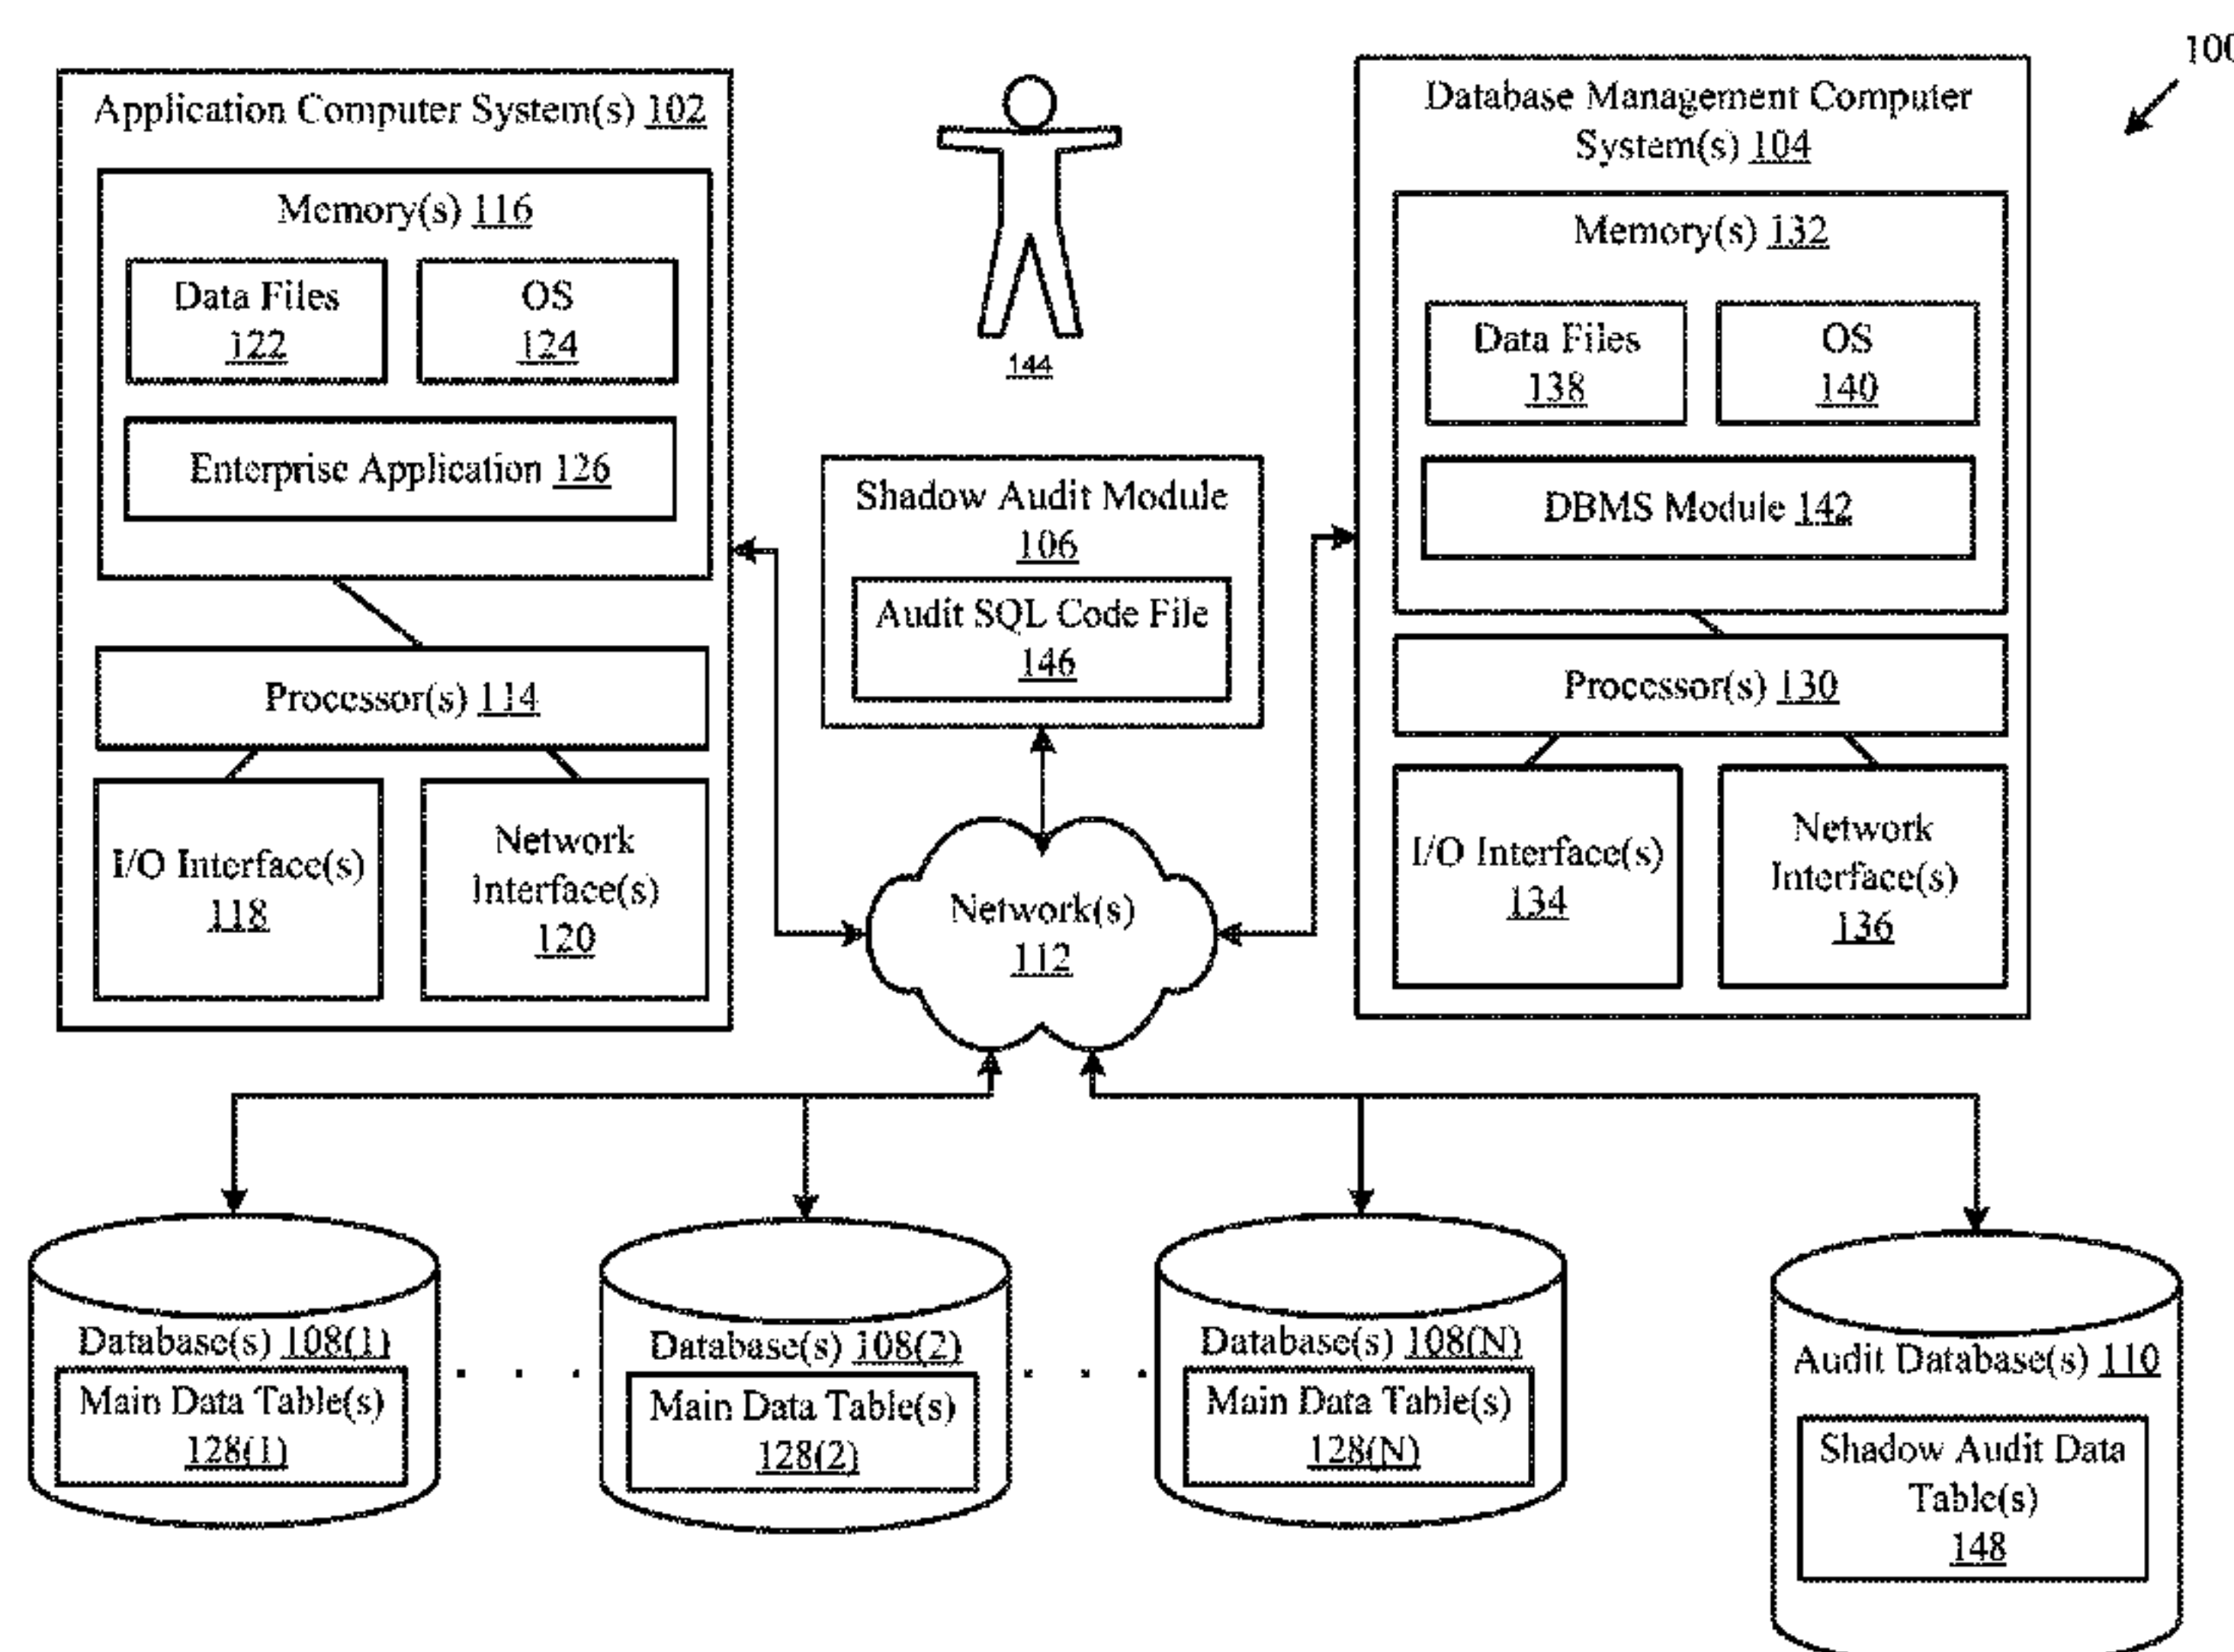 100
Application Computer System(s) 102
Memory(s) 116
Data Files
122
OS
124
Enterprise Application 126
Processor(s) 114
I/O Interface(s)
118
Network
Interface(s)
120
144
Shadow Audit Module
106
Audit SQL Code File
146
Network(s)
112
Database Management Computer
System(s) 104
Memory(s) 132
Data Files
138
OS
140
DBMS Module 142
Processor(s) 130
I/O Interface(s)
134
Network
Interface(s)
136
Database(s) 108(1)
Main Data Table(s)
128(1)
Database(s) 108(2)
Main Data Table(s)
128(2)
Database(s) 108(N)
Main Data Table(s)
128(N)
Audit Database(s) 110
Shadow Audit Data
Table(s)
148